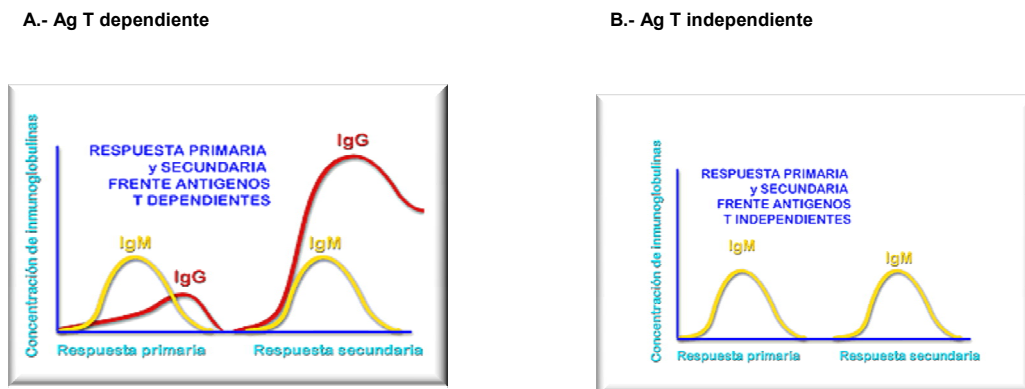 A.- Ag T dependiente
B.- Ag T independiente
Concentración de inmunoglobulinas
RESPUESTA PRIMARIA
y SECUNDARIA
FRENTE ANTIGENOS
T DEPENDIENTES
IgG
IgM
IgG
IgM
Respuesta primaria
Respuesta secundaria
Concentración de inmunoglobulinas
RESPUESTA PRIMARIA
y SECUNDARIA
FRENTE ANTIGENOS
T INDEPENDIENTES
IgM
IgM
Respuesta primaria
Respuesta secundaria